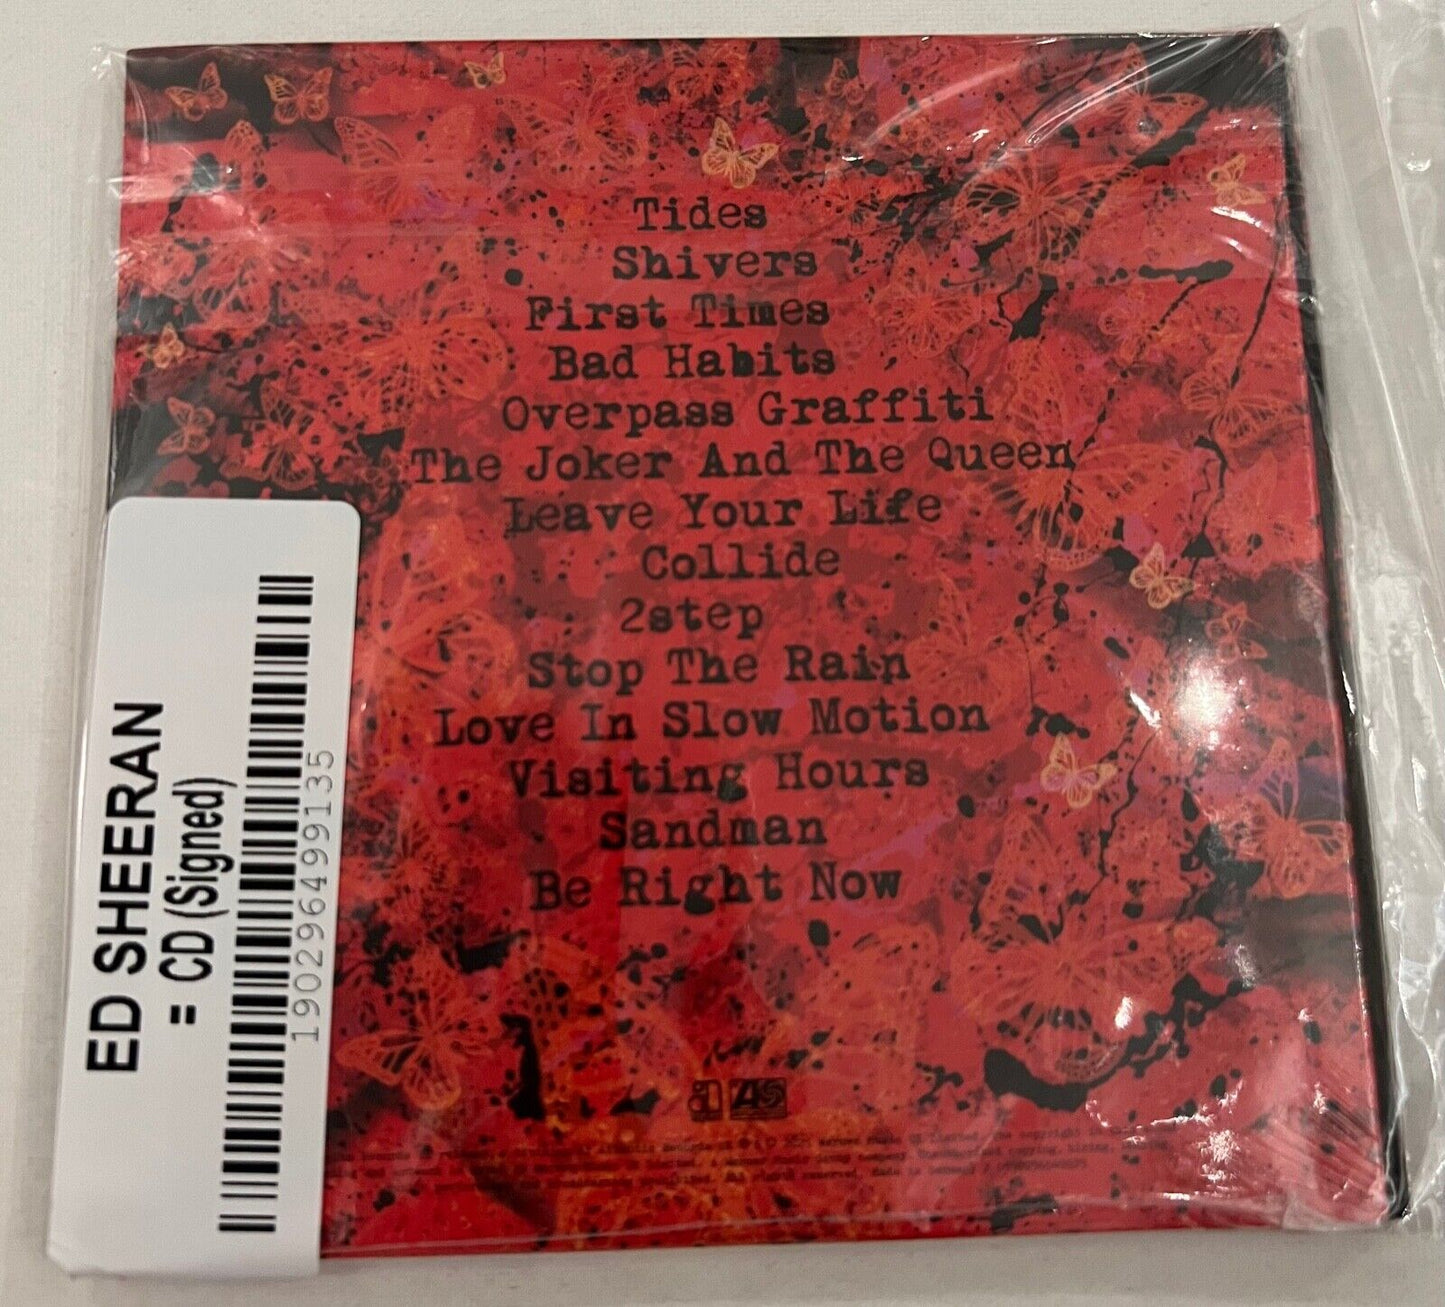 Tides
Shivers
First Times
Bad Habits
Overpass Graffiti
The Joker And The Queen
Leave Your Life
Collide
2step
Stop The Rain
Love In Slow Motion
Visiting Hours
Sandman
Be Right Now
ED SHEERAN
= CD (Signed)
190296499135